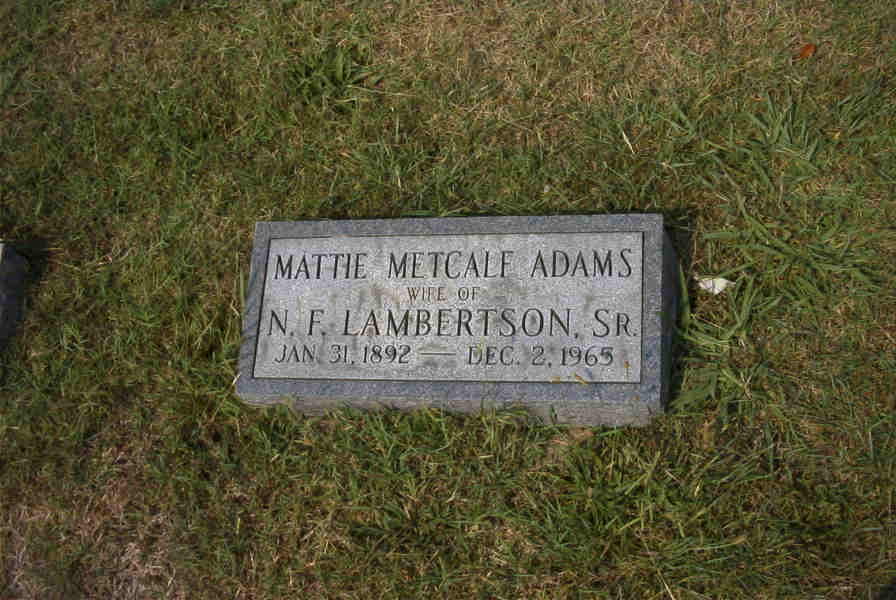 MATTIE METCALF ADAMS
WIFE OF
N. F. LAMBERTSON, SR.
JAN. 31, 1892 — DEC. 2, 1965